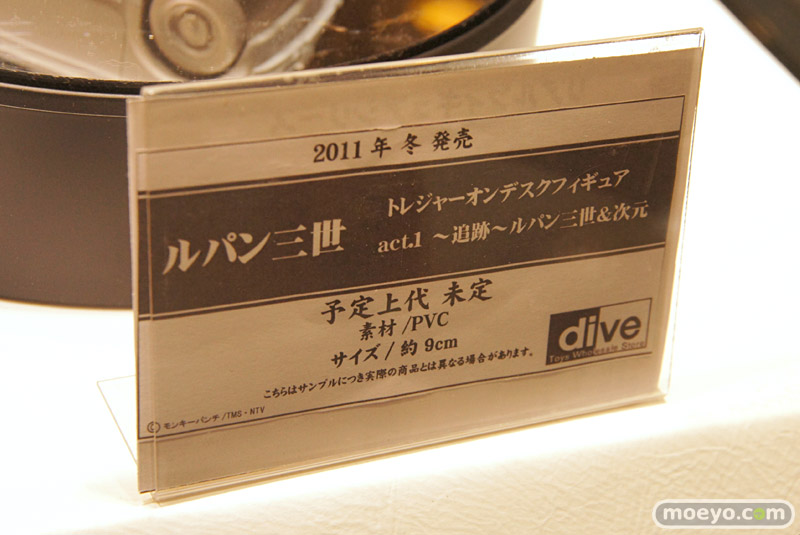 2011年 冬 発売
トレジャーオンデスクフィギュア
ルパン三世 act.1 ～追跡～ルパン三世&次元
予定上代 未定
素材/PVC
サイズ/約9cm
こちらはサンプルにつき実際の商品とは異なる場合があります。
dive
Toys Wholesale Store
©モンキーパンチ/TMS・NTV
moeyo.com